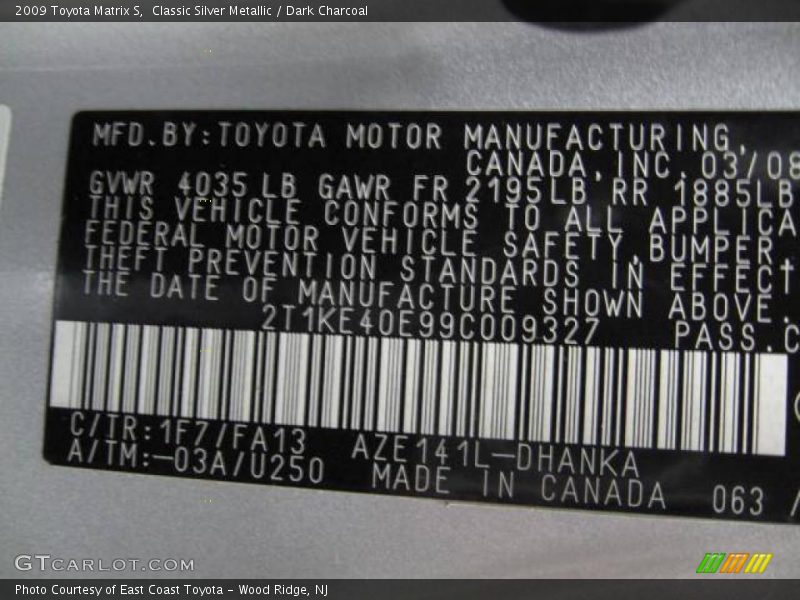 2009 Toyota Matrix S,  Classic Silver Metallic / Dark Charcoal
MFD.BY:TOYOTA MOTOR MANUFACTURING,
CANADA,INC.03/08
GVWR 4035LB GAWR FR 2195LB RR 1885LB
THIS VEHICLE CONFORMS TO ALL APPLICA
FEDERAL MOTOR VEHICLE SAFETY,BUMPER,
THEFT PREVENTION STANDARDS IN EFFECT
THE DATE OF MANUFACTURE SHOWN ABOVE.
2T1KE40E99C009327 PASS.C
C/TR:1F7/FA13 AZE141L-DHANKA
A/TM:-03A/U250 MADE IN CANADA 063 /
GTCARLOT.COM
Photo Courtesy of East Coast Toyota - Wood Ridge, NJ